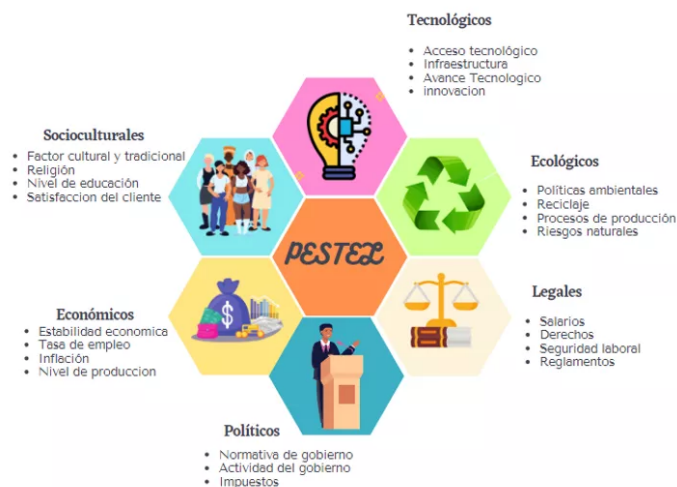 Tecnológicos
• Acceso tecnológico
• Infraestructura
• Avance Tecnologico
• innovacion
Socioculturales
• Factor cultural y tradicional
• Religión
• Nivel de educación
• Satisfaccion del cliente
Ecológicos
• Políticas ambientales
• Reciclaje
• Procesos de producción
• Riesgos naturales
PESTEL
$
Económicos
• Estabilidad economica
• Tasa de empleo
• Inflación
• Nivel de produccion
Legales
• Salarios
• Derechos
• Seguridad laboral
• Reglamentos
Políticos
• Normativa de gobierno
• Actividad del gobierno
• Impuestos